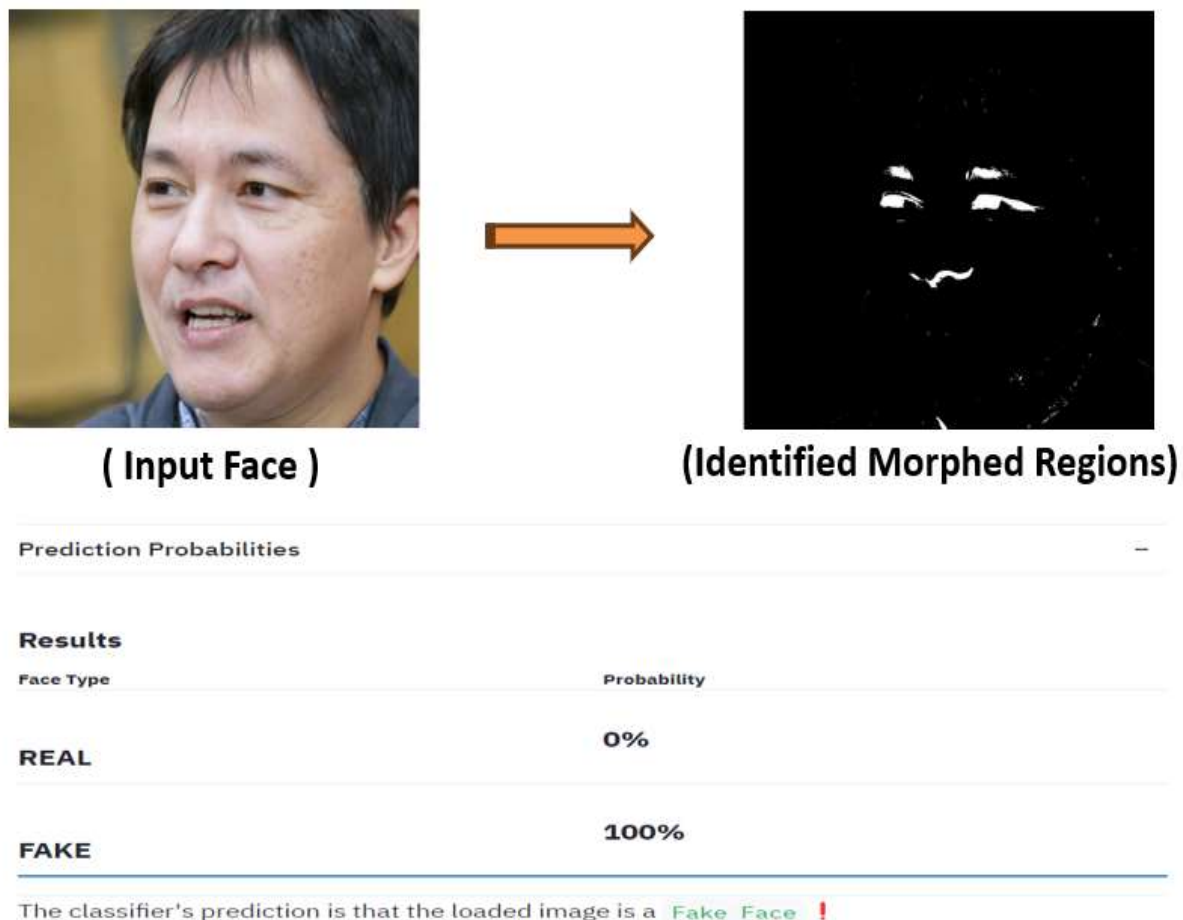 ( Input Face )
(Identified Morphed Regions)
Prediction Probabilities –
Results
Face Type Probability
REAL 0%
FAKE 100%
The classifier's prediction is that the loaded image is a Fake Face ❗